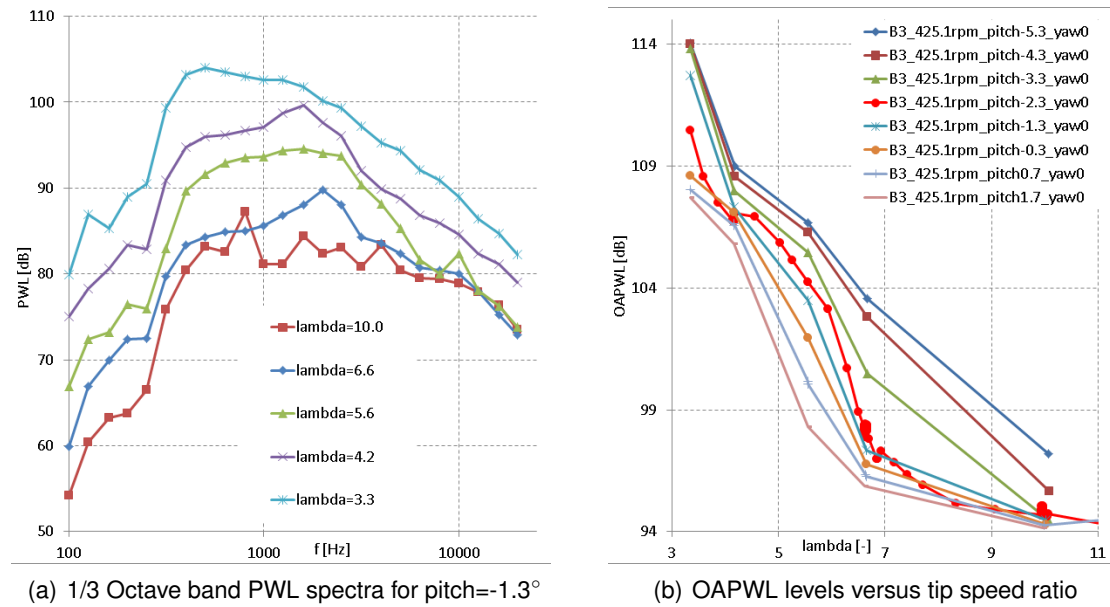 110
100
90
80
70
60
50
PWL [dB]
lambda=10.0
lambda=6.6
lambda=5.6
lambda=4.2
lambda=3.3
100
1000
10000
f [Hz]
(a) 1/3 Octave band PWL spectra for pitch=-1.3°
114
109
104
99
94
OAPWL [dB]
B3_425.1rpm_pitch-5.3_yaw0
B3_425.1rpm_pitch-4.3_yaw0
B3_425.1rpm_pitch-3.3_yaw0
B3_425.1rpm_pitch-2.3_yaw0
B3_425.1rpm_pitch-1.3_yaw0
B3_425.1rpm_pitch-0.3_yaw0
B3_425.1rpm_pitch0.7_yaw0
B3_425.1rpm_pitch1.7_yaw0
3
5
7
9
11
lambda [-]
(b) OAPWL levels versus tip speed ratio